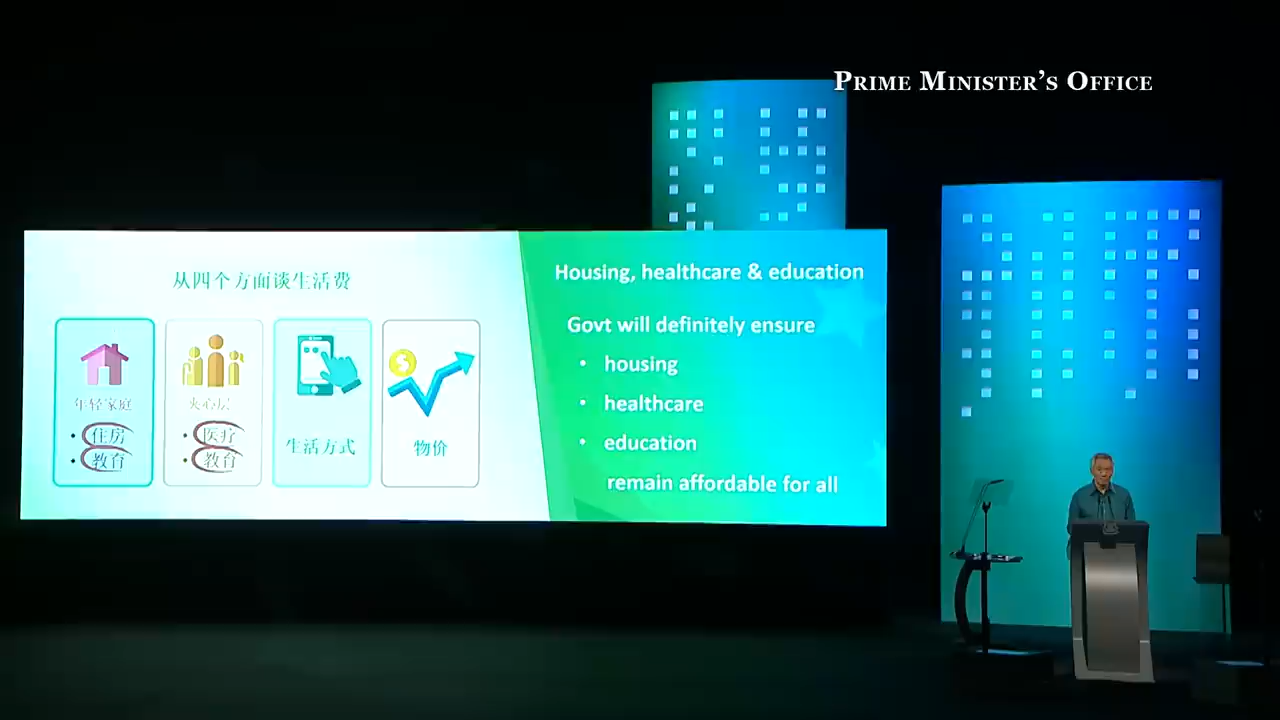 PRIME MINISTER'S OFFICE
从四个方面谈生活费
年轻家庭
• 住房
• 教育
夹心层
• 医疗
• 教育
生活方式
$
物价
Housing, healthcare & education
Govt will definitely ensure
• housing
• healthcare
• education
remain affordable for all